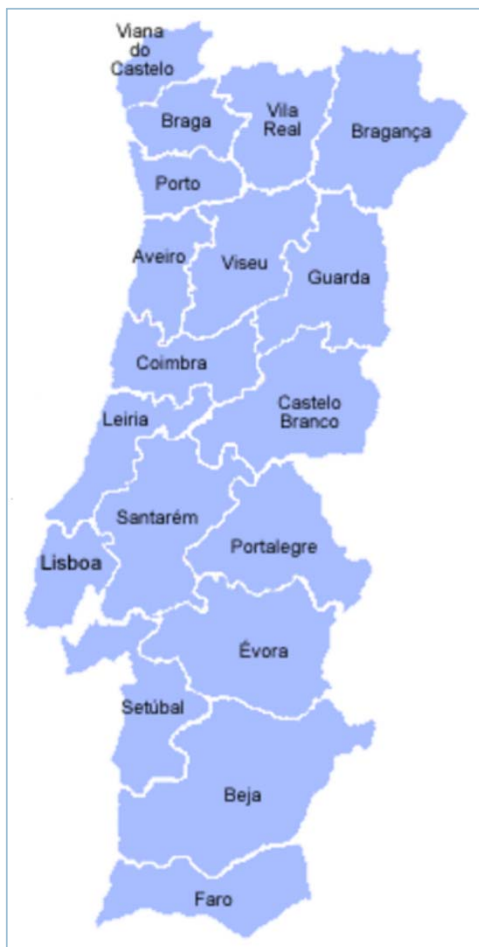 Viana
do
Castelo
Braga
Vila
Real
Bragança
Porto
Aveiro
Viseu
Guarda
Coimbra
Castelo
Branco
Leiria
Santarém
Portalegre
Lisboa
Évora
Setúbal
Beja
Faro